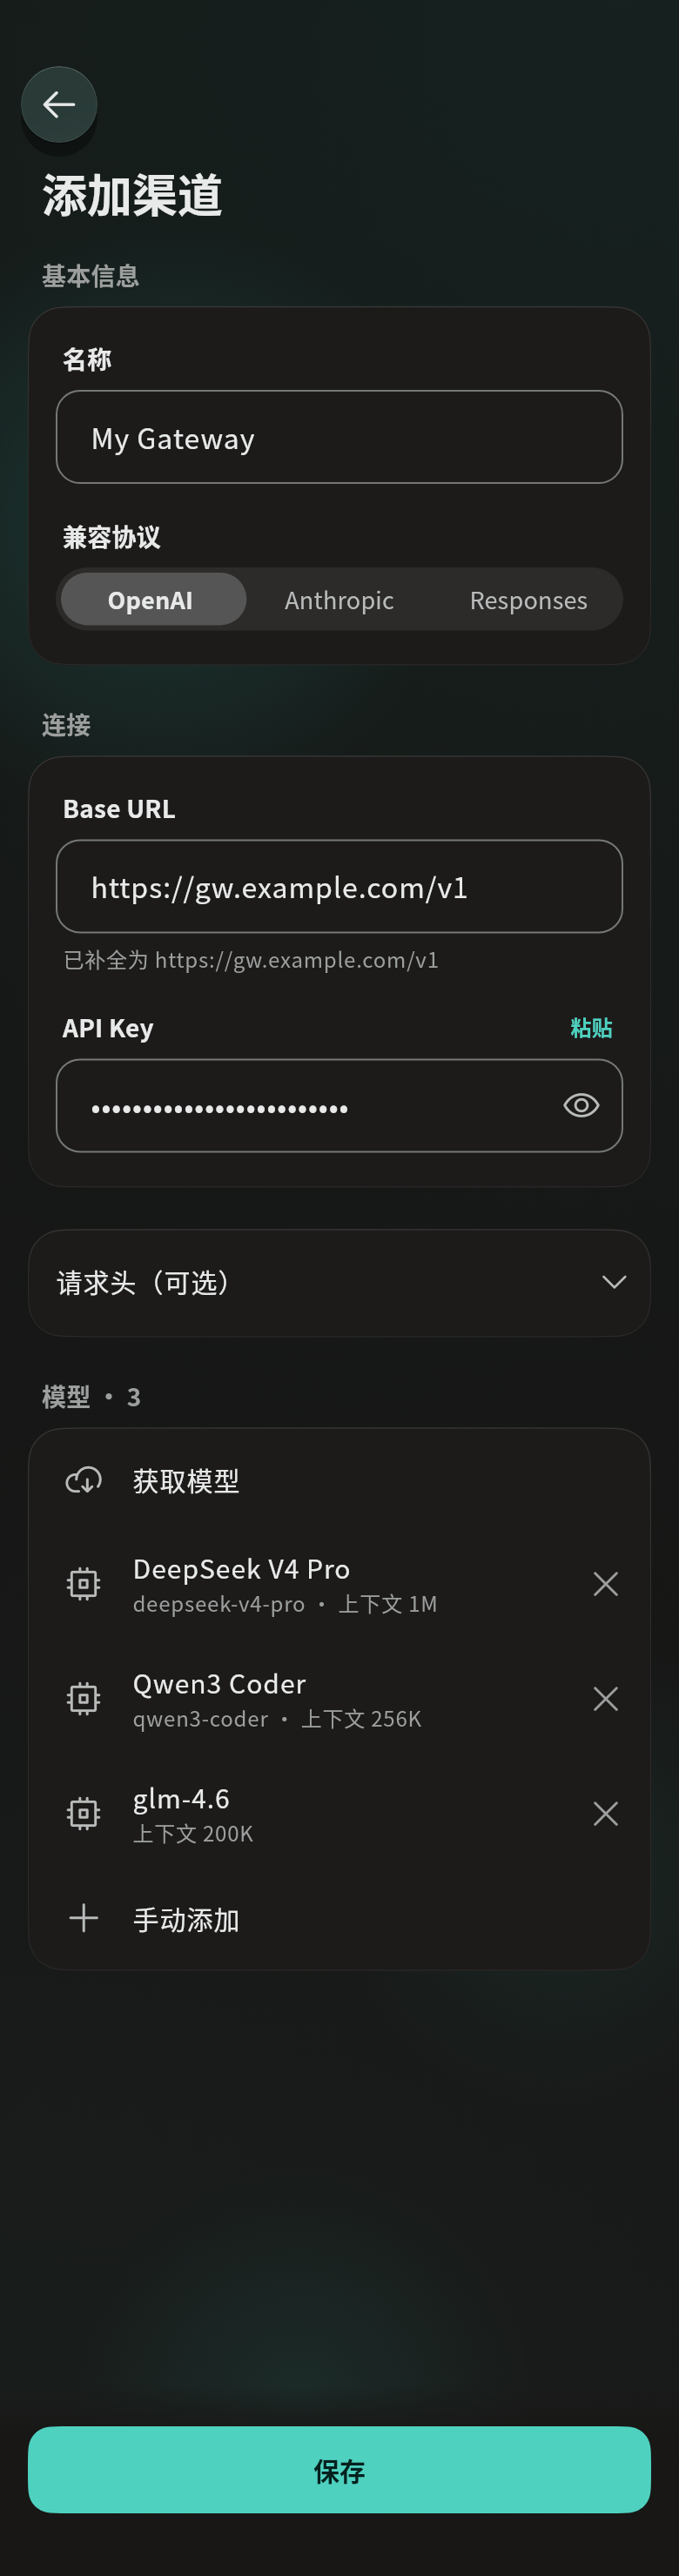 添加渠道
基本信息
名称
My Gateway
兼容协议
OpenAI Anthropic Responses
连接
Base URL
https://gw.example.com/v1
已补全为 https://gw.example.com/v1
API Key 粘贴
•••••••••••••••••••••••••
请求头（可选）
模型 · 3
获取模型
DeepSeek V4 Pro
deepseek-v4-pro · 上下文 1M
Qwen3 Coder
qwen3-coder · 上下文 256K
glm-4.6
上下文 200K
手动添加
保存